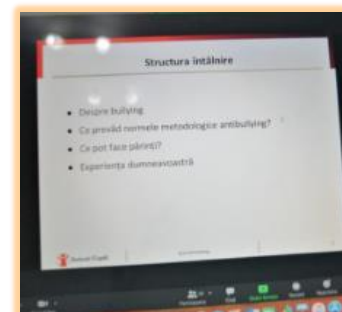 Structura întâlnire
Despre bullying
Ce prevăd normele metodologice antibullying?
Ce pot face părinții?
Experiența dumneavoastră
Salvați Copiii